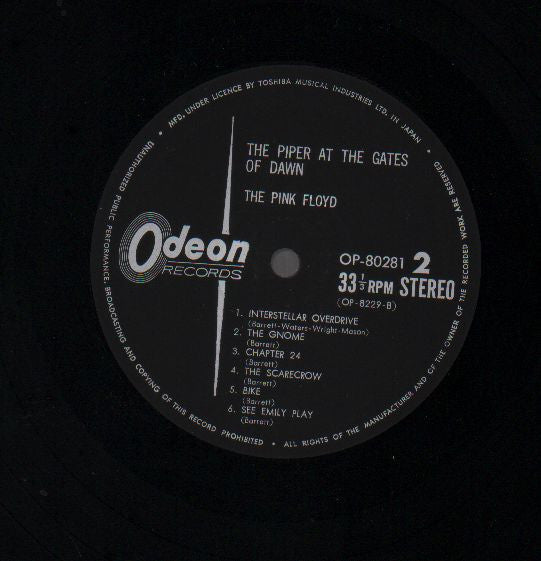 MFD. UNDER LICENCE BY TOSHIBA MUSICAL INDUSTRIES LTD. IN JAPAN •
UNAUTHORIZED PUBLIC PERFORMANCE, BROADCASTING AND COPYING OF THIS RECORD PROHIBITED •
ALL RIGHTS OF THE MANUFACTURER AND OF THE OWNER OF THE RECORDED WORK ARE RESERVED •
THE PIPER AT THE GATES
OF DAWN
THE PINK FLOYD
Odeon
RECORDS
OP-80281 2
33 1/3 RPM STEREO
(OP-8229-B)
1. INTERSTELLAR OVERDRIVE
(Barrett-Waters-Wright-Mason)
2. THE GNOME
(Barrett)
3. CHAPTER 24
(Barrett)
4. THE SCARECROW
(Barrett)
5. BIKE
(Barrett)
6. SEE EMILY PLAY
(Barrett)